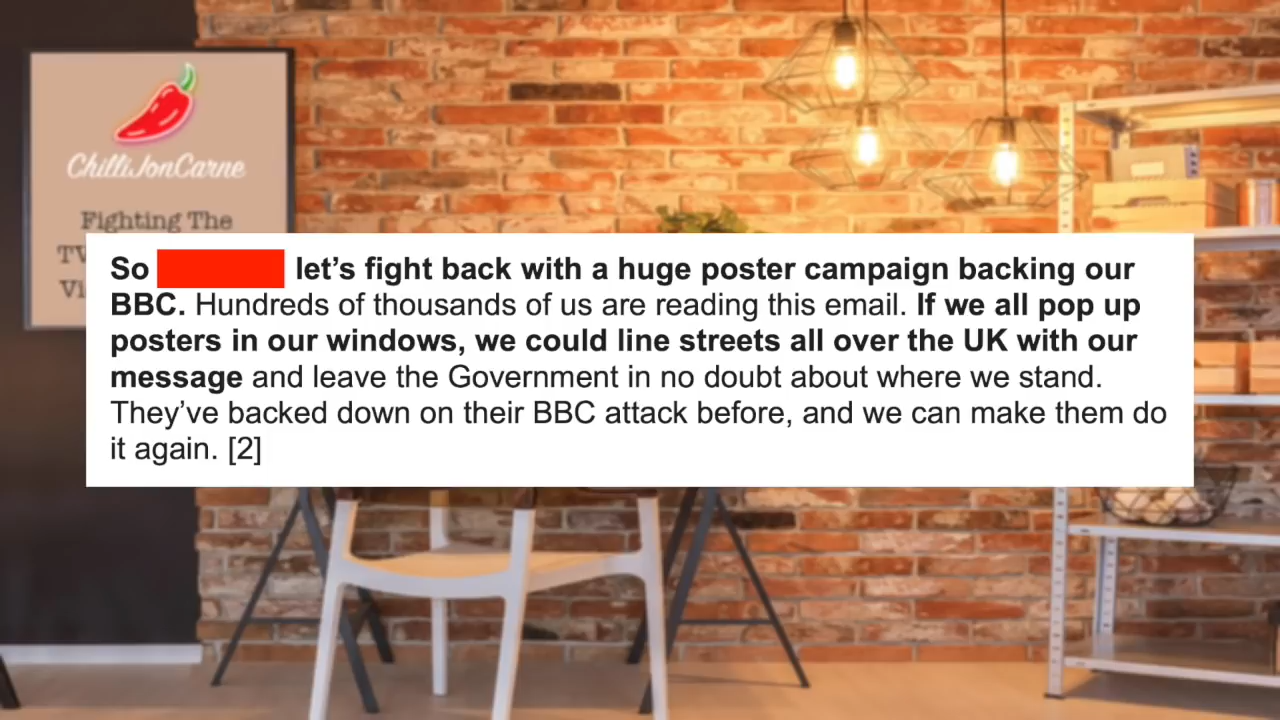 ChilliJonCarne
Fighting The
TV
Vi
So let’s fight back with a huge poster campaign backing our
BBC. Hundreds of thousands of us are reading this email. If we all pop up
posters in our windows, we could line streets all over the UK with our
message and leave the Government in no doubt about where we stand.
They’ve backed down on their BBC attack before, and we can make them do
it again. [2]